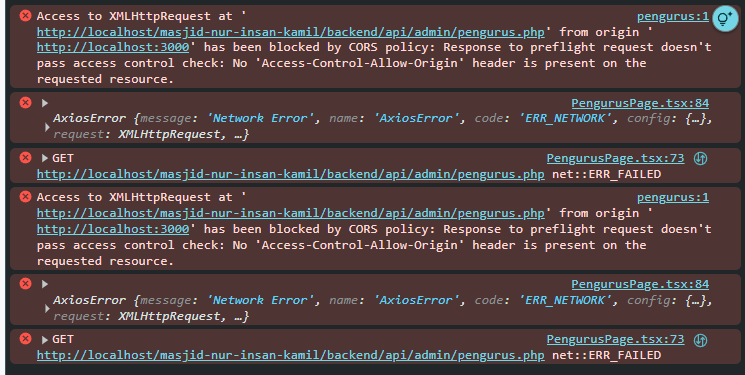 Access to XMLHttpRequest at ' pengurus:1
http://localhost/masjid-nur-insan-kamil/backend/api/admin/pengurus.php' from origin '
http://localhost:3000' has been blocked by CORS policy: Response to preflight request doesn't
pass access control check: No 'Access-Control-Allow-Origin' header is present on the
requested resource.
PengurusPage.tsx:84
AxiosError {message: 'Network Error', name: 'AxiosError', code: 'ERR_NETWORK', config: {…},
request: XMLHttpRequest, …}
GET PengurusPage.tsx:73
http://localhost/masjid-nur-insan-kamil/backend/api/admin/pengurus.php net::ERR_FAILED
Access to XMLHttpRequest at ' pengurus:1
http://localhost/masjid-nur-insan-kamil/backend/api/admin/pengurus.php' from origin '
http://localhost:3000' has been blocked by CORS policy: Response to preflight request doesn't
pass access control check: No 'Access-Control-Allow-Origin' header is present on the
requested resource.
PengurusPage.tsx:84
AxiosError {message: 'Network Error', name: 'AxiosError', code: 'ERR_NETWORK', config: {…},
request: XMLHttpRequest, …}
GET PengurusPage.tsx:73
http://localhost/masjid-nur-insan-kamil/backend/api/admin/pengurus.php net::ERR_FAILED